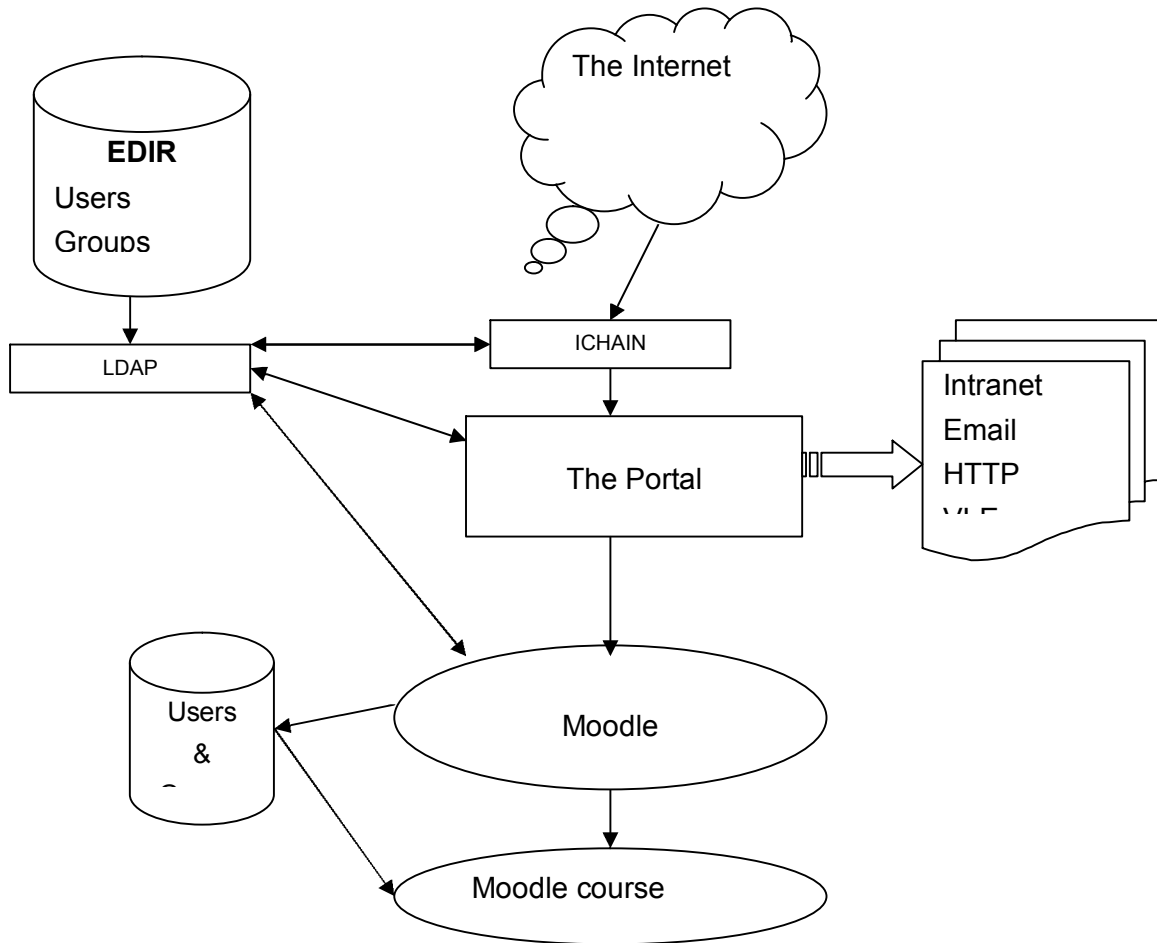 The Internet
EDIR
Users
Groups
LDAP
ICHAIN
The Portal
Intranet
Email
HTTP
Users
&
Moodle
Moodle course